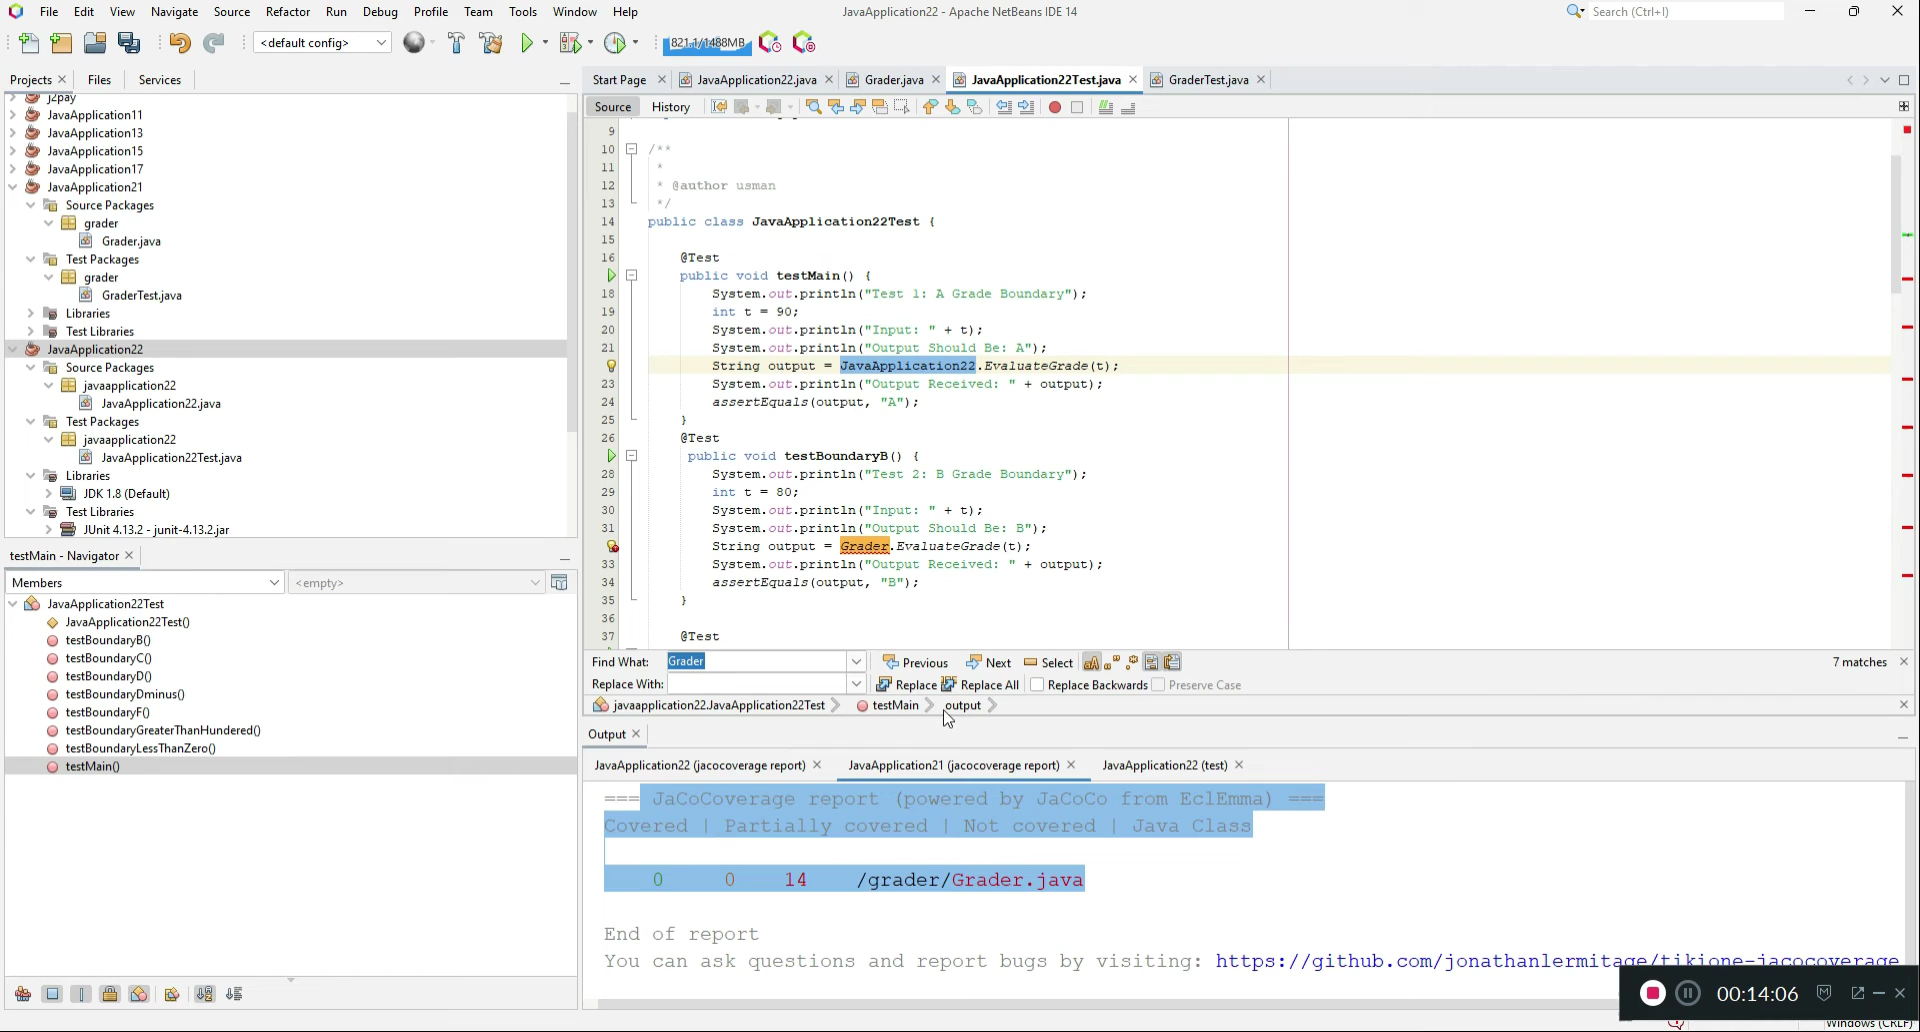 File Edit View Navigate Source Refactor Run Debug Profile Team Tools Window Help
JavaApplication22 - Apache NetBeans IDE 14
Search (Ctrl+I)
<default config>
821.1/1488MB
Projects Files Services
j2pay
JavaApplication11
JavaApplication13
JavaApplication15
JavaApplication17
JavaApplication21
Source Packages
grader
Grader.java
Test Packages
grader
GraderTest.java
Libraries
Test Libraries
JavaApplication22
Source Packages
javaapplication22
JavaApplication22.java
Test Packages
javaapplication22
JavaApplication22Test.java
Libraries
JDK 1.8 (Default)
Test Libraries
JUnit 4.13.2 - junit-4.13.2.jar
testMain - Navigator
Members
<empty>
JavaApplication22Test
JavaApplication22Test()
testBoundaryB()
testBoundaryC()
testBoundaryD()
testBoundaryDminus()
testBoundaryF()
testBoundaryGreaterThanHundered()
testBoundaryLessThanZero()
testMain()
Start Page JavaApplication22.java Grader.java JavaApplication22Test.java GraderTest.java
Source History
9
10 /**
11 *
12 * @author usman
13 */
14 public class JavaApplication22Test {
15
16 @Test
public void testMain() {
18 System.out.println("Test 1: A Grade Boundary");
19 int t = 90;
20 System.out.println("Input: " + t);
21 System.out.println("Output Should Be: A");
String output = JavaApplication22.EvaluateGrade(t);
23 System.out.println("Output Received: " + output);
24 assertEquals(output, "A");
25 }
26 @Test
public void testBoundaryB() {
28 System.out.println("Test 2: B Grade Boundary");
29 int t = 80;
30 System.out.println("Input: " + t);
31 System.out.println("Output Should Be: B");
String output = Grader.EvaluateGrade(t);
33 System.out.println("Output Received: " + output);
34 assertEquals(output, "B");
35 }
36
37 @Test
Find What: Grader Previous Next Select 7 matches
Replace With: Replace Replace All Replace Backwards Preserve Case
javaapplication22.JavaApplication22Test testMain output
Output
JavaApplication22 (jacocoverage report) JavaApplication21 (jacocoverage report) JavaApplication22 (test)
=== JaCoCoverage report (powered by JaCoCo from EclEmma) ===
Covered | Partially covered | Not covered | Java Class
0 0 14 /grader/Grader.java
End of report
You can ask questions and report bugs by visiting: https://github.com/jonathanlermitage/tikione-jacocoverage
00:14:06
Windows (CRLF)